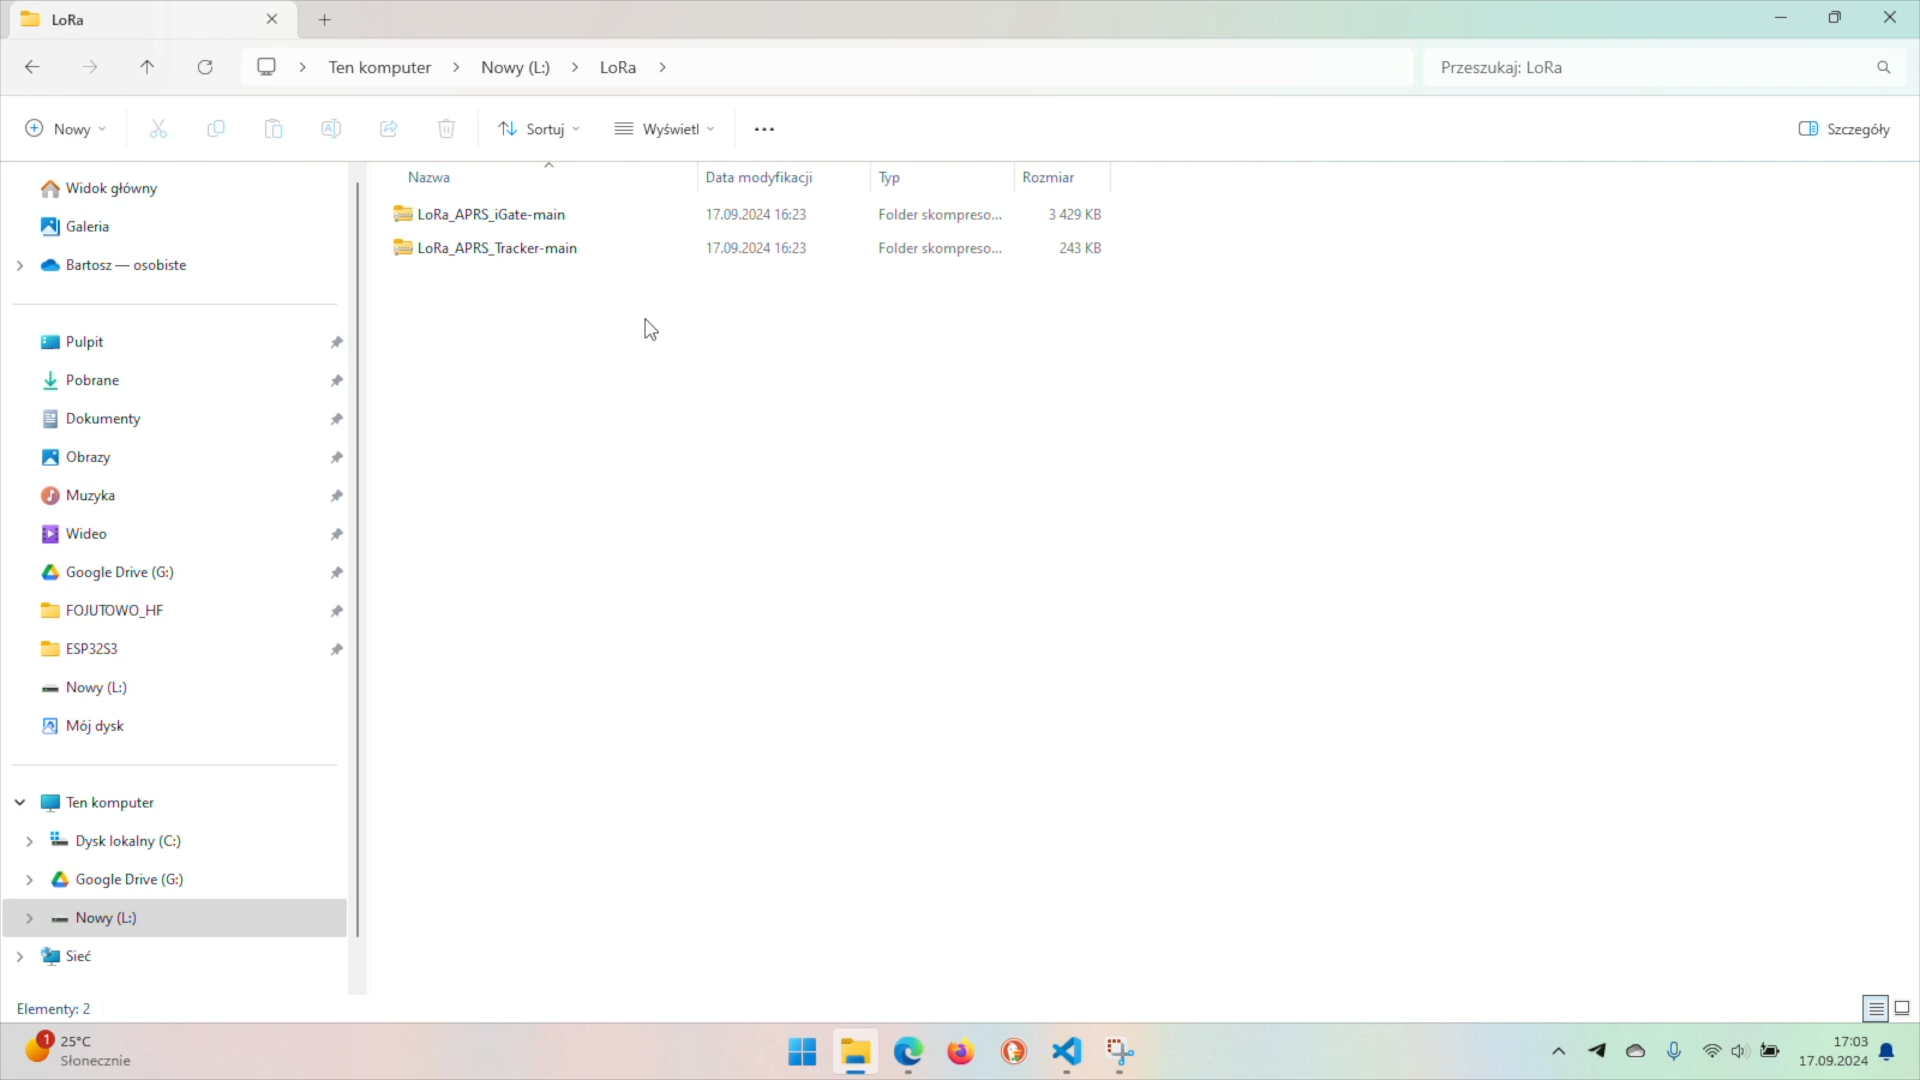 LoRa
Ten komputer
Nowy (L:)
LoRa
Przeszukaj: LoRa
Nowy
Sortuj
Wyświetl
Szczegóły
Nazwa
Data modyfikacji
Typ
Rozmiar
LoRa_APRS_iGate-main
17.09.2024 16:23
Folder skompreso...
3 429 KB
LoRa_APRS_Tracker-main
17.09.2024 16:23
Folder skompreso...
243 KB
Widok główny
Galeria
Bartosz — osobiste
Pulpit
Pobrane
Dokumenty
Obrazy
Muzyka
Wideo
Google Drive (G:)
FOJUTOWO_HF
ESP32S3
Nowy (L:)
Mój dysk
Ten komputer
Dysk lokalny (C:)
Google Drive (G:)
Nowy (L:)
Sieć
Elementy: 2
1
25°C
Słonecznie
17:03
17.09.2024